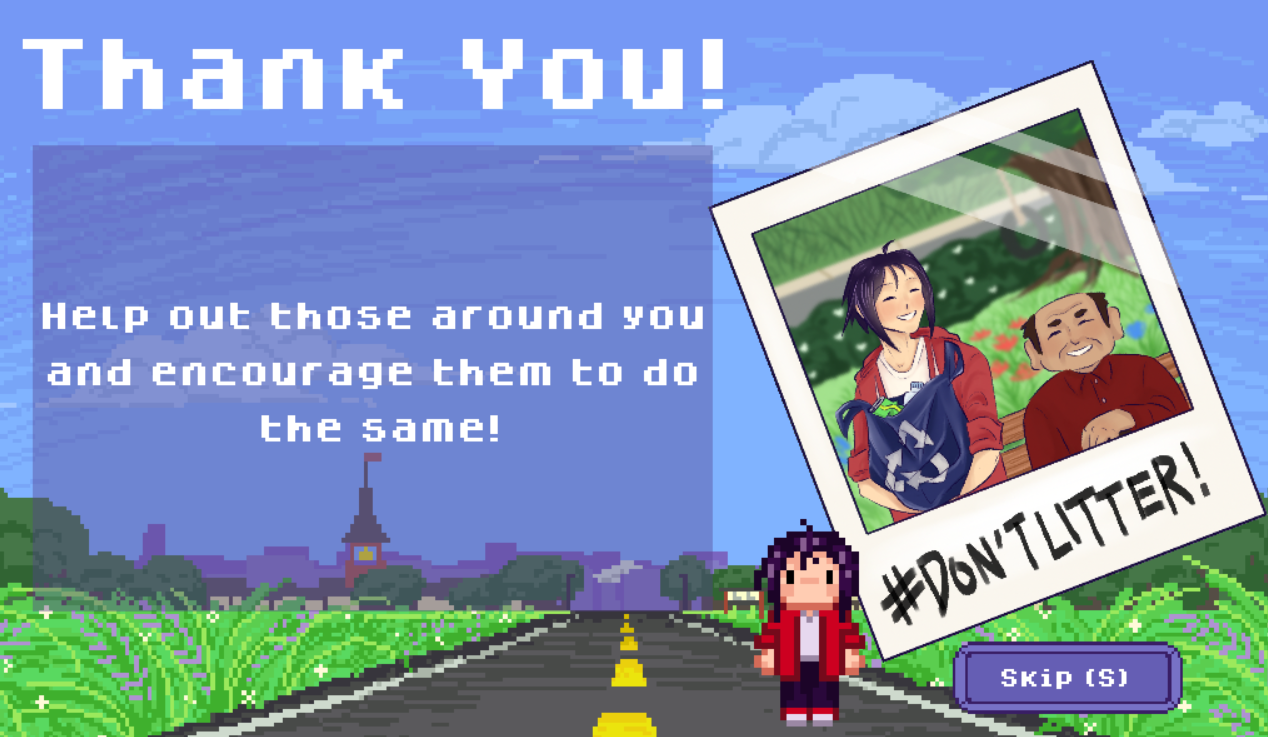 Thank You!
Help out those around you
and encourage them to do
the same!
#DON'T LITTER!
Skip (S)